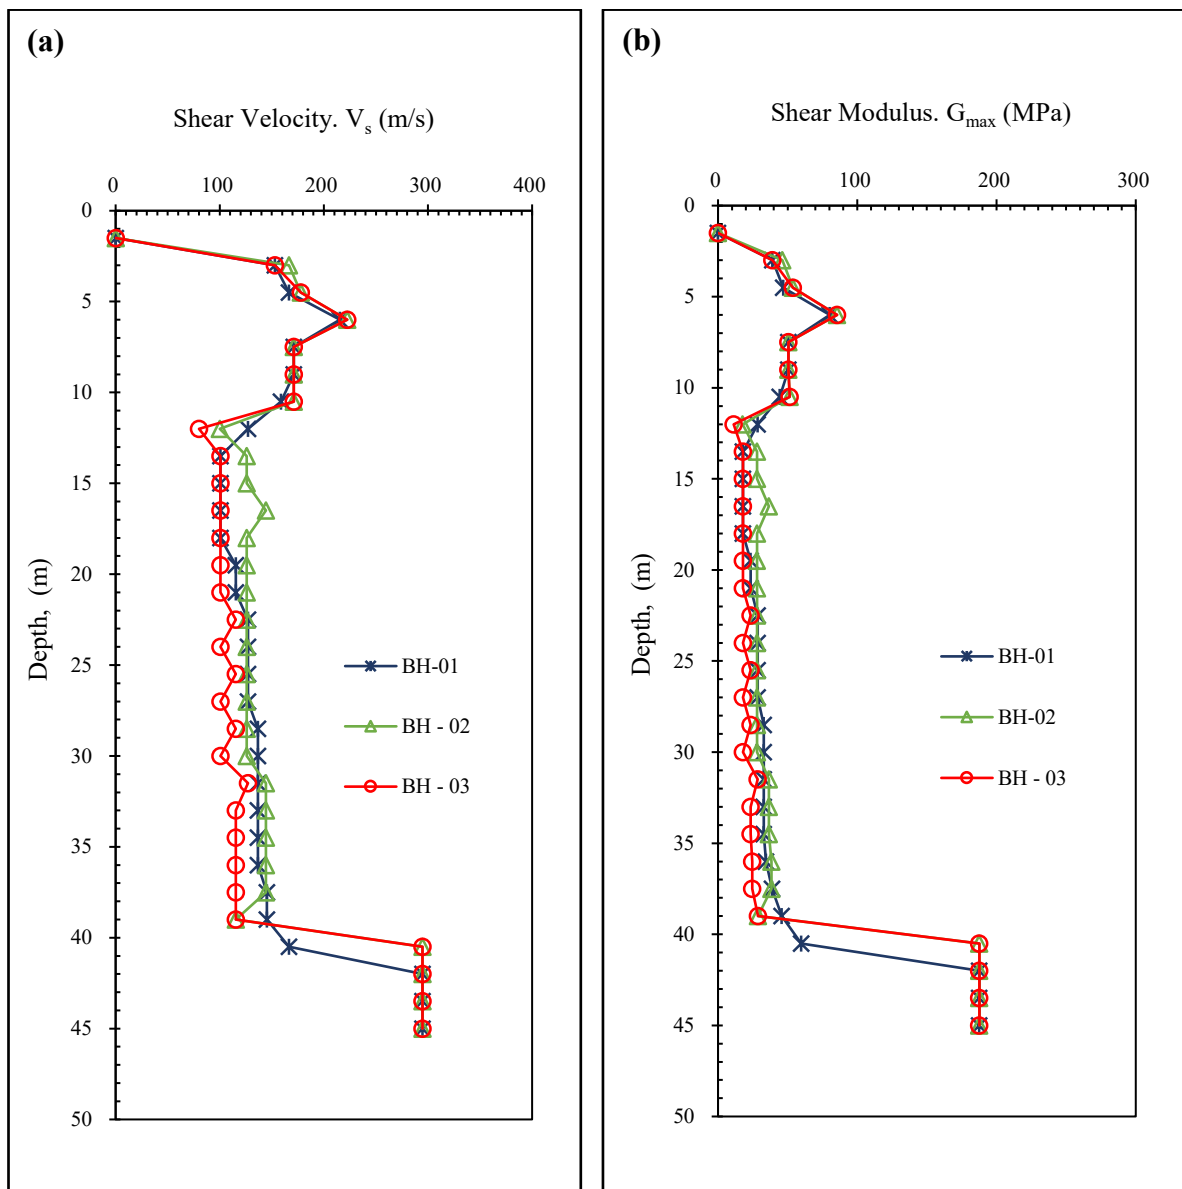 (a)
Shear Velocity. Vs (m/s)
0 100 200 300 400
0
5
10
15
20
25
30
35
40
45
50
Depth, (m)
BH-01
BH - 02
BH - 03
(b)
Shear Modulus. Gmax (MPa)
0 100 200 300
0
5
10
15
20
25
30
35
40
45
50
Depth, (m)
BH-01
BH-02
BH - 03